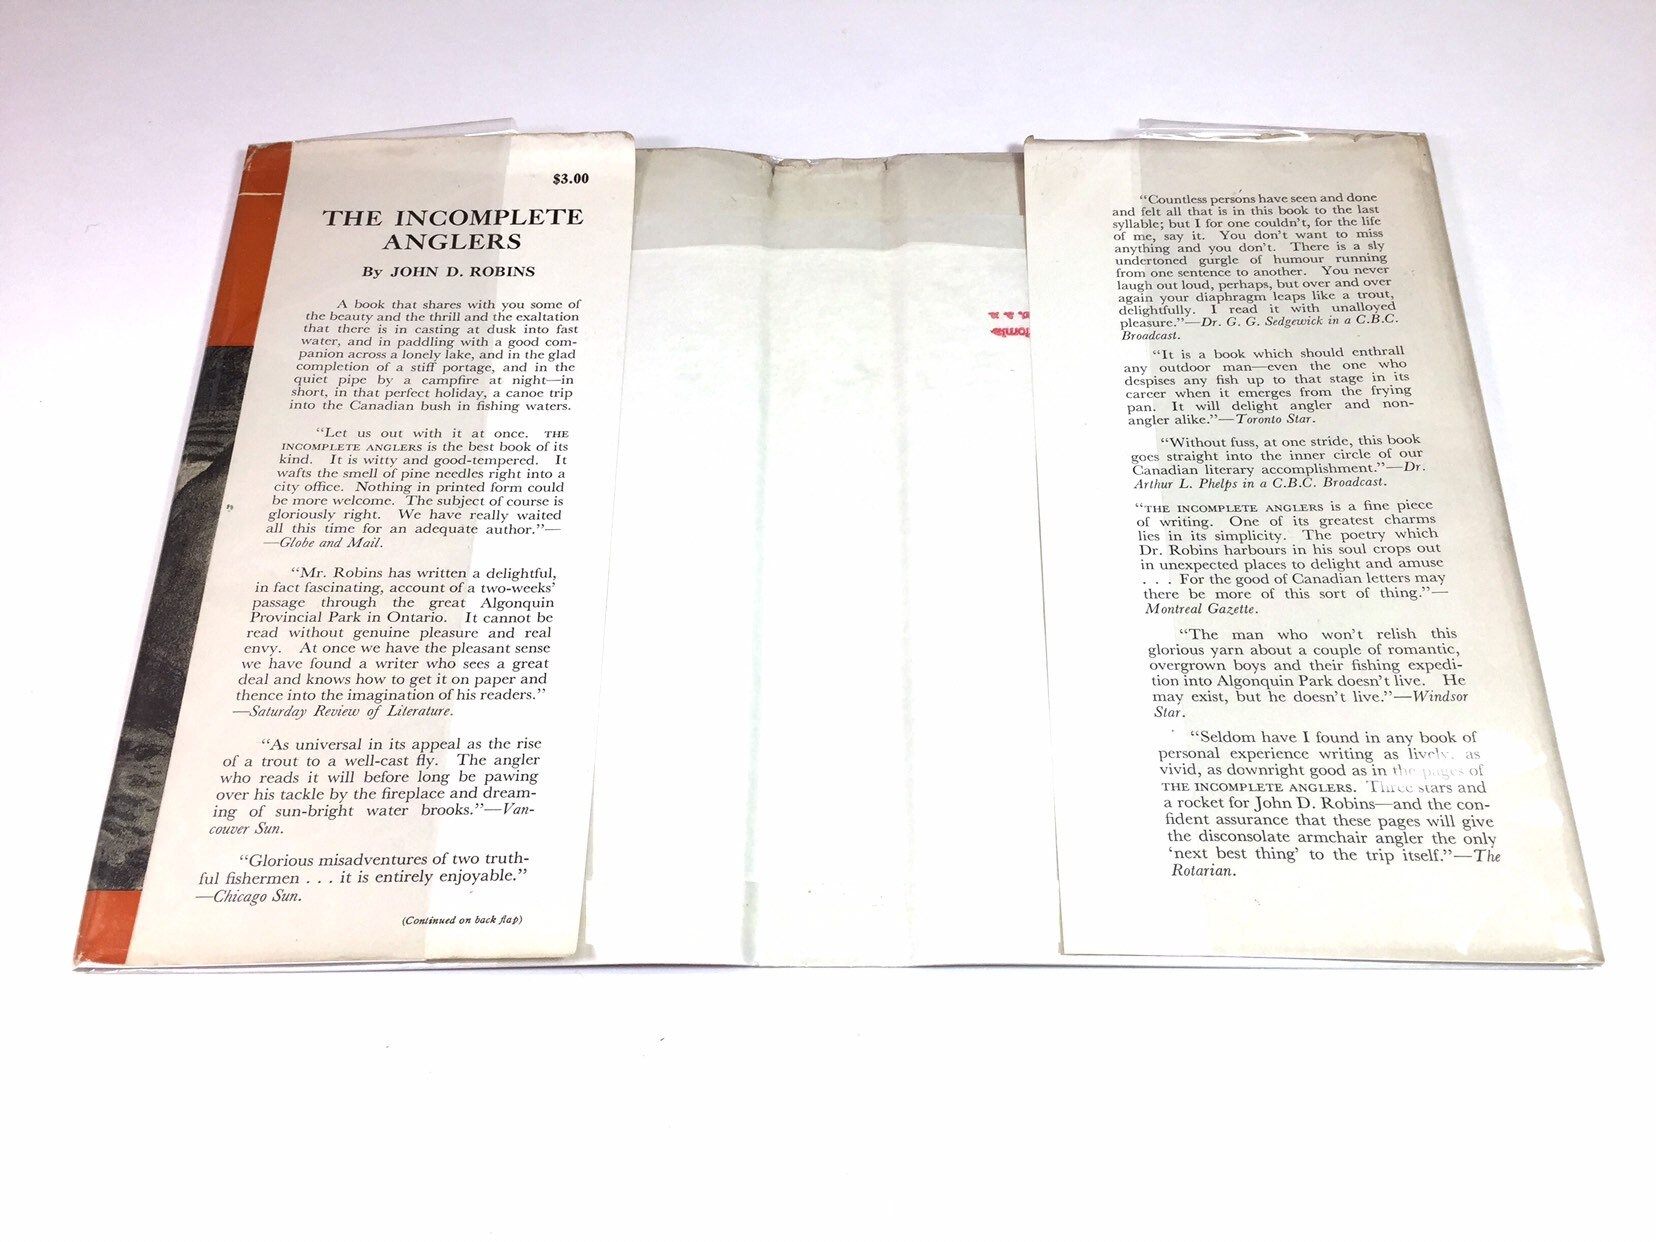 $3.00
THE INCOMPLETE
ANGLERS
By JOHN D. ROBINS
A book that shares with you some of
the beauty and the thrill and the exaltation
that there is in casting at dusk into fast
water, and in paddling with a good com-
panion across a lonely lake, and in the glad
completion of a stiff portage, and in the
quiet pipe by a campfire at night—in
short, in that perfect holiday, a canoe trip
into the Canadian bush in fishing waters.
“Let us out with it at once. THE
INCOMPLETE ANGLERS is the best book of its
kind. It is witty and good-tempered. It
wafts the smell of pine needles right into a
city office. Nothing in printed form could
be more welcome. The subject of course is
gloriously right. We have really waited
all this time for an adequate author.”—
—Globe and Mail.
“Mr. Robins has written a delightful,
in fact fascinating, account of a two-weeks’
passage through the great Algonquin
Provincial Park in Ontario. It cannot be
read without genuine pleasure and real
envy. At once we have the pleasant sense
we have found a writer who sees a great
deal and knows how to get it on paper and
thence into the imagination of his readers.”
—Saturday Review of Literature.
“As universal in its appeal as the rise
of a trout to a well-cast fly. The angler
who reads it will before long be pawing
over his tackle by the fireplace and dream-
ing of sun-bright water brooks.”—Van-
couver Sun.
“Glorious misadventures of two truth-
ful fishermen . . . it is entirely enjoyable.”
—Chicago Sun.
(Continued on back flap)
“Countless persons have seen and done
and felt all that is in this book to the last
syllable; but I for one couldn’t, for the life
of me, say it. You don’t want to miss
anything and you don’t. There is a sly
undertoned gurgle of humour running
from one sentence to another. You never
laugh out loud, perhaps, but over and over
again your diaphragm leaps like a trout,
delightfully. I read it with unalloyed
pleasure.”—Dr. G. G. Sedgewick in a C.B.C.
Broadcast.
“It is a book which should enthrall
any outdoor man—even the one who
despises any fish up to that stage in its
career when it emerges from the frying
pan. It will delight angler and non-
angler alike.”—Toronto Star.
“Without fuss, at one stride, this book
goes straight into the inner circle of our
Canadian literary accomplishment.”—Dr.
Arthur L. Phelps in a C.B.C. Broadcast.
“THE INCOMPLETE ANGLERS is a fine piece
of writing. One of its greatest charms
lies in its simplicity. The poetry which
Dr. Robins harbours in his soul crops out
in unexpected places to delight and amuse
. . . For the good of Canadian letters may
there be more of this sort of thing.”—
Montreal Gazette.
“The man who won’t relish this
glorious yarn about a couple of romantic,
overgrown boys and their fishing expedi-
tion into Algonquin Park doesn’t live. He
may exist, but he doesn’t live.”—Windsor
Star.
“Seldom have I found in any book of
personal experience writing as lively, as
vivid, as downright good as in the pages of
THE INCOMPLETE ANGLERS. Three stars and
a rocket for John D. Robins—and the con-
fident assurance that these pages will give
the disconsolate armchair angler the only
‘next best thing’ to the trip itself.”—The
Rotarian.